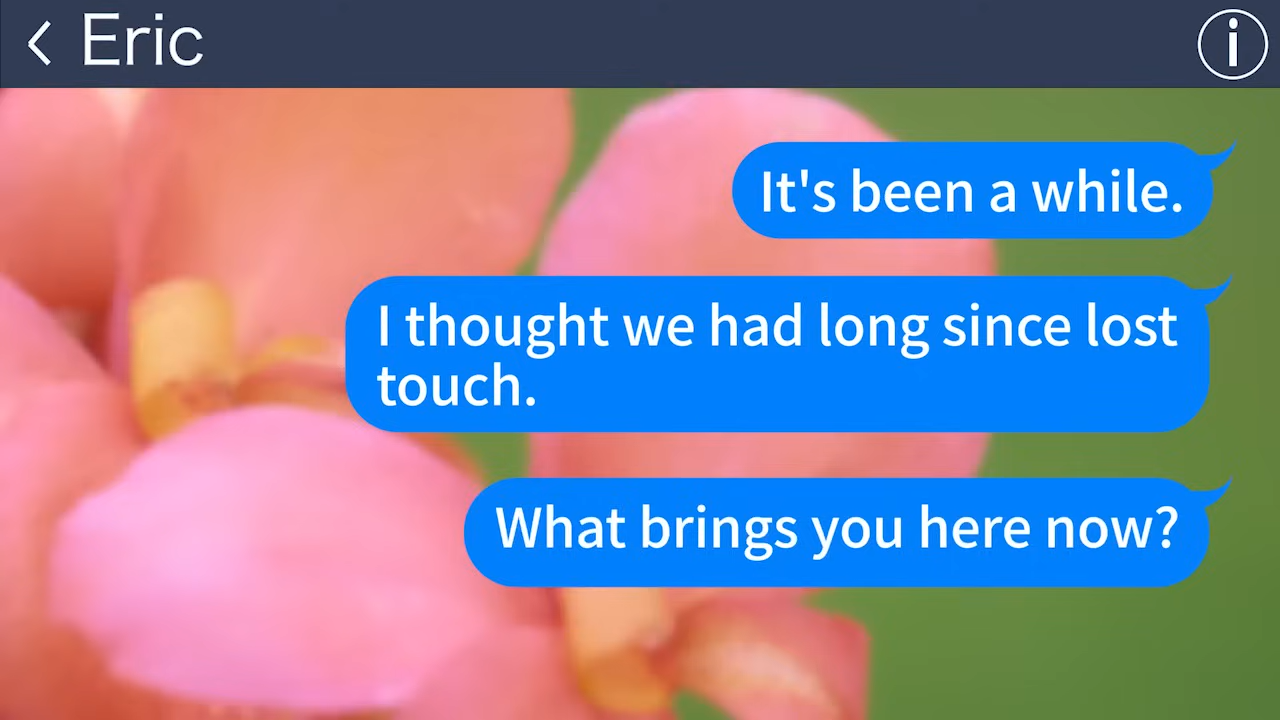 Eric
It's been a while.
I thought we had long since lost
touch.
What brings you here now?